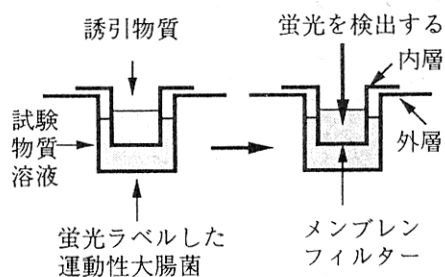 誘引物質
蛍光を検出する
内層
外層
試験
物質
溶液
蛍光ラベルした
運動性大腸菌
メンブレン
フィルター